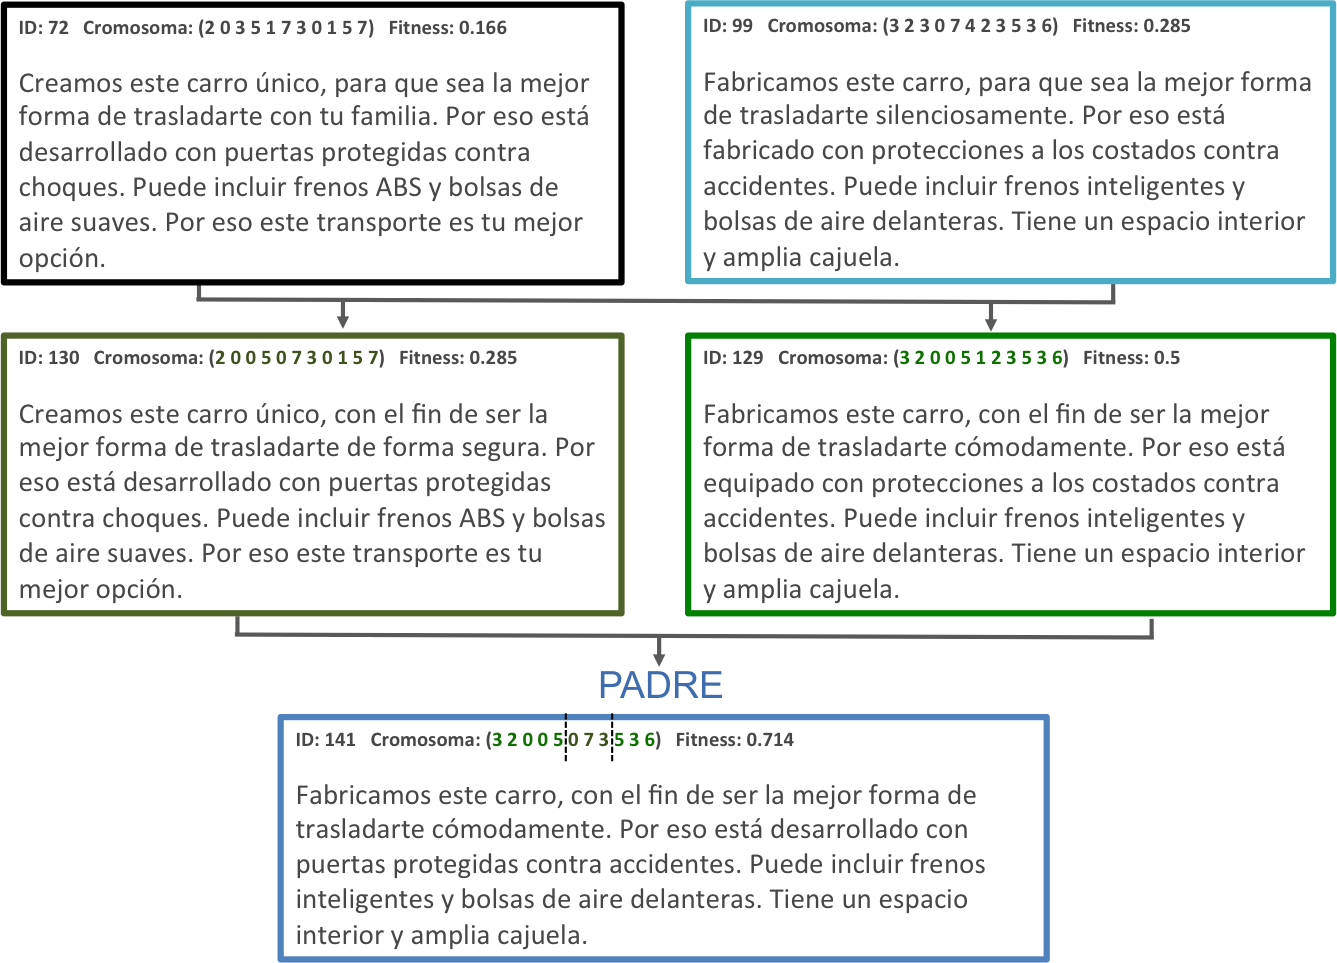 ID: 72 Cromosoma: (2 0 3 5 1 7 3 0 1 5 7) Fitness: 0.166
Creamos este carro único, para que sea la mejor
forma de trasladarte con tu familia. Por eso está
desarrollado con puertas protegidas contra
choques. Puede incluir frenos ABS y bolsas de
aire suaves. Por eso este transporte es tu mejor
opción.
ID: 99 Cromosoma: (3 2 3 0 7 4 2 3 5 3 6) Fitness: 0.285
Fabricamos este carro, para que sea la mejor forma
de trasladarte silenciosamente. Por eso está
fabricado con protecciones a los costados contra
accidentes. Puede incluir frenos inteligentes y
bolsas de aire delanteras. Tiene un espacio interior
y amplia cajuela.
ID: 130 Cromosoma: (2 0 0 5 0 7 3 0 1 5 7) Fitness: 0.285
Creamos este carro único, con el fin de ser la
mejor forma de trasladarte de forma segura. Por
eso está desarrollado con puertas protegidas
contra choques. Puede incluir frenos ABS y bolsas
de aire suaves. Por eso este transporte es tu
mejor opción.
ID: 129 Cromosoma: (3 2 0 0 5 1 2 3 5 3 6) Fitness: 0.5
Fabricamos este carro, con el fin de ser la mejor
forma de trasladarte cómodamente. Por eso está
equipado con protecciones a los costados contra
accidentes. Puede incluir frenos inteligentes y
bolsas de aire delanteras. Tiene un espacio interior
y amplia cajuela.
PADRE
ID: 141 Cromosoma: (3 2 0 0 5 0 7 3 5 3 6) Fitness: 0.714
Fabricamos este carro, con el fin de ser la mejor forma de
trasladarte cómodamente. Por eso está desarrollado con
puertas protegidas contra accidentes. Puede incluir frenos
inteligentes y bolsas de aire delanteras. Tiene un espacio
interior y amplia cajuela.